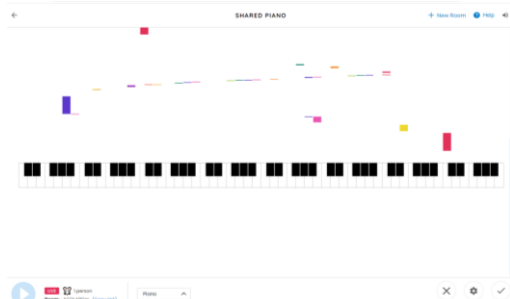 SHARED PIANO
+ New Room
Help
LIVE
1 person
Piano